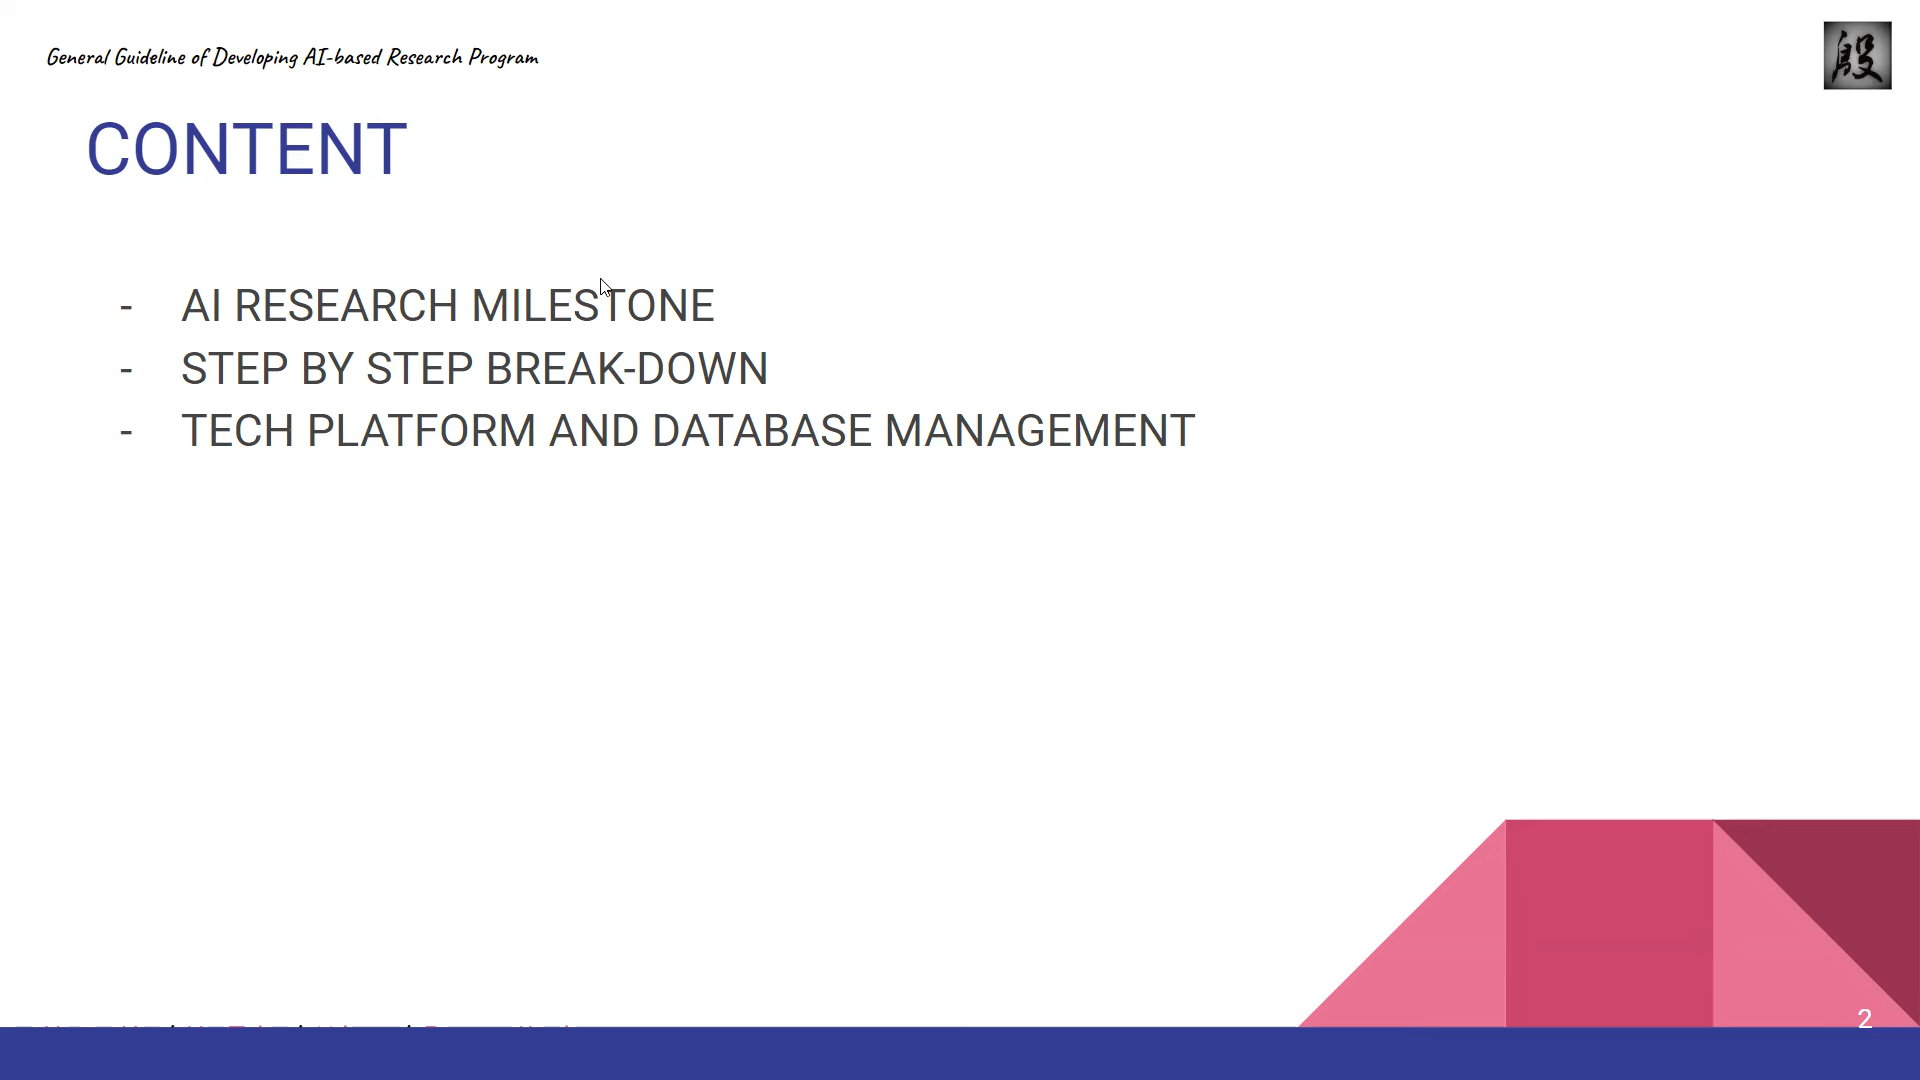 General Guideline of Developing AI-based Research Program
殷
CONTENT
- AI RESEARCH MILESTONE
- STEP BY STEP BREAK-DOWN
- TECH PLATFORM AND DATABASE MANAGEMENT
2